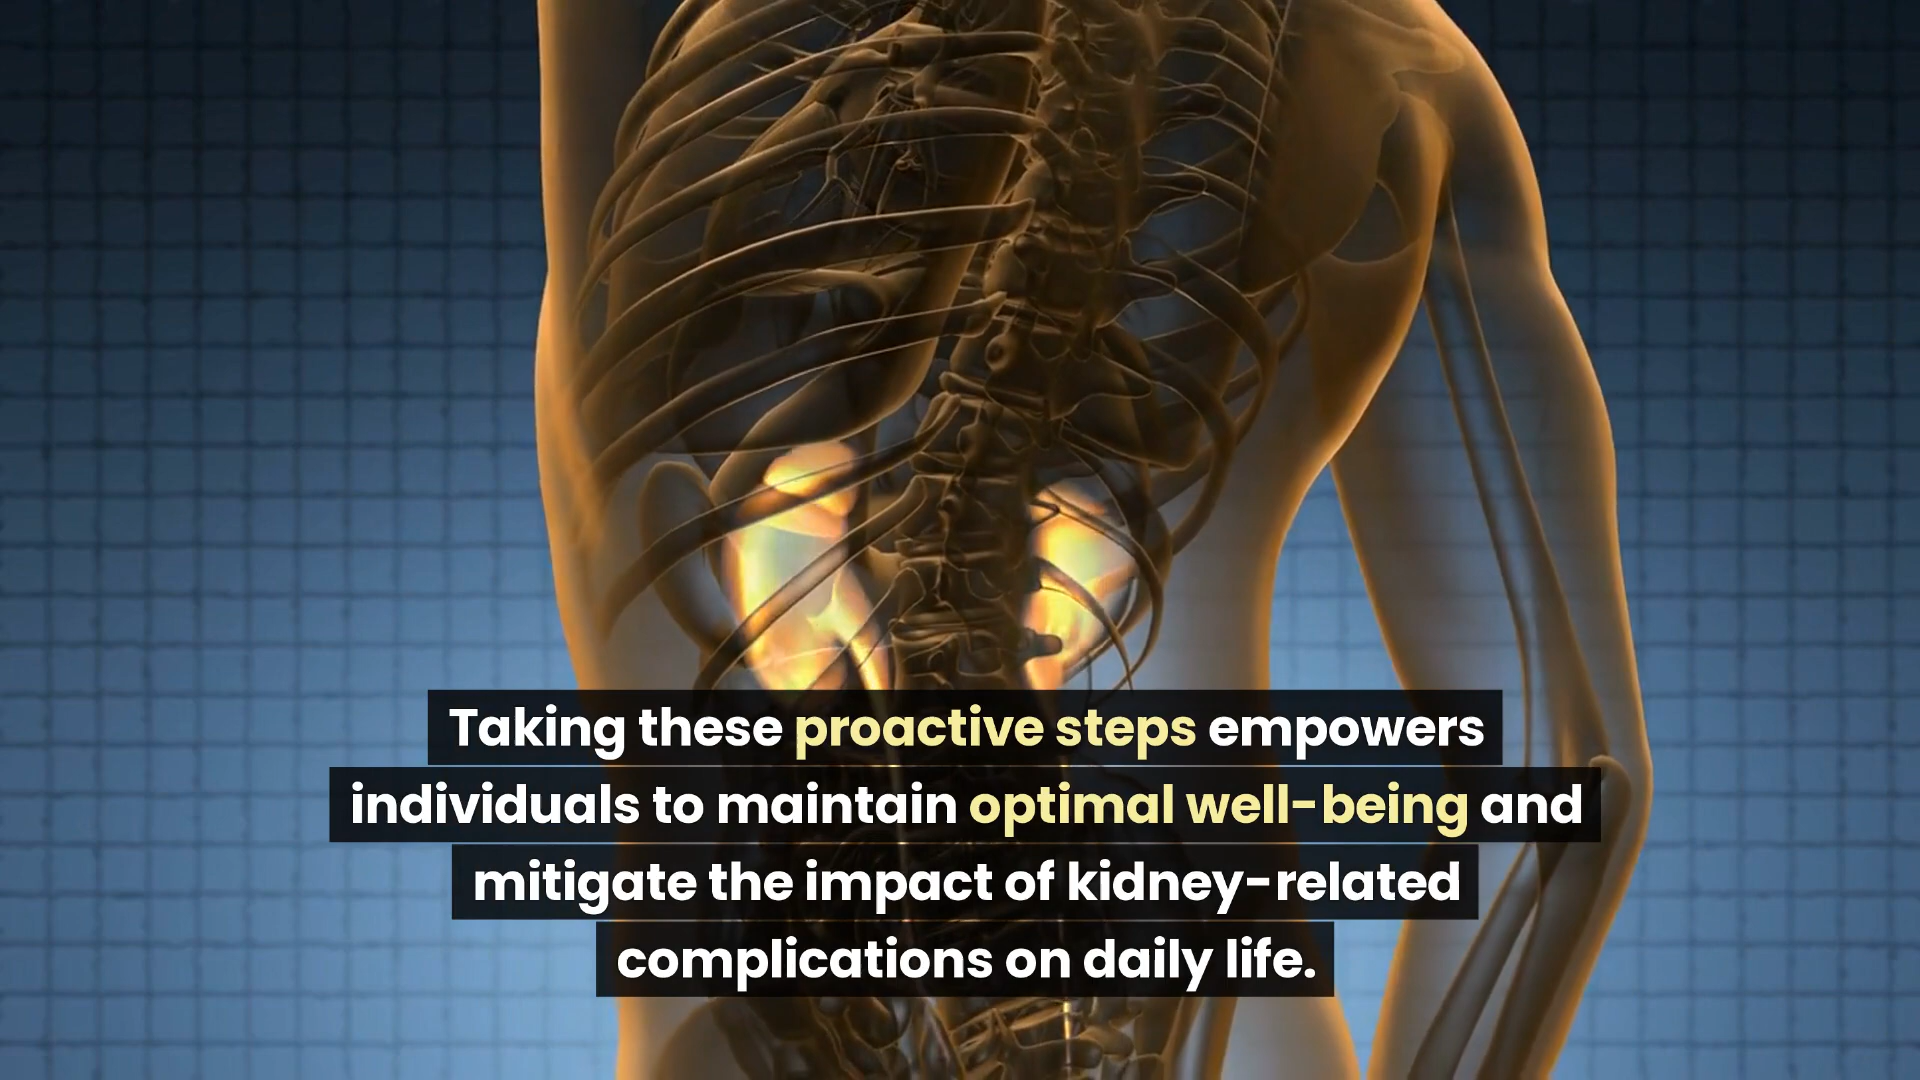 Taking these proactive steps empowers
individuals to maintain optimal well-being and
mitigate the impact of kidney-related
complications on daily life.